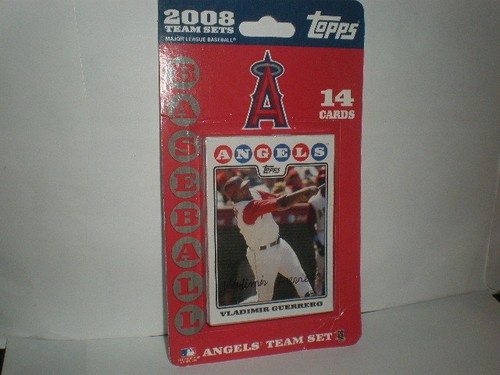 2008
TEAM SETS
MAJOR LEAGUE BASEBALL®
TOPPS
BASEBALL
A
14
CARDS
ANGELS
TOPPS
VLADIMIR GUERRERO
ANGELS® TEAM SET